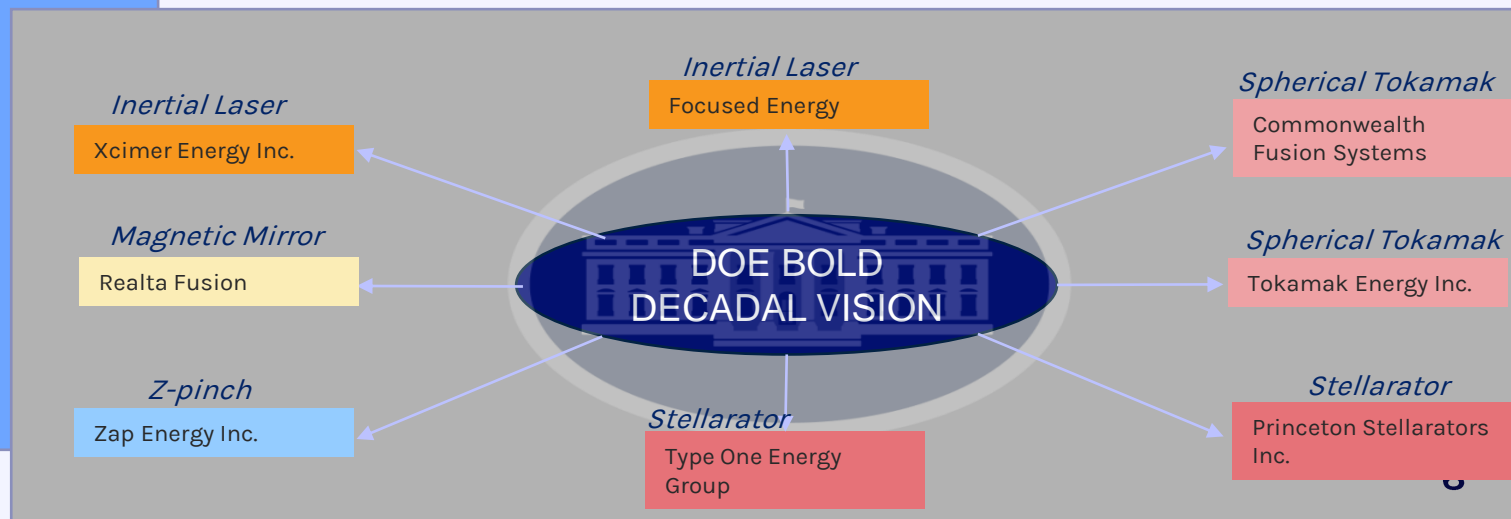 Inertial Laser
Focused Energy
Inertial Laser
Xcimer Energy Inc.
Spherical Tokamak
Commonwealth
Fusion Systems
Magnetic Mirror
Realta Fusion
DOE BOLD
DECADAL VISION
Spherical Tokamak
Tokamak Energy Inc.
Z-pinch
Zap Energy Inc.
Stellarator
Type One Energy
Group
Stellarator
Princeton Stellarators
Inc.